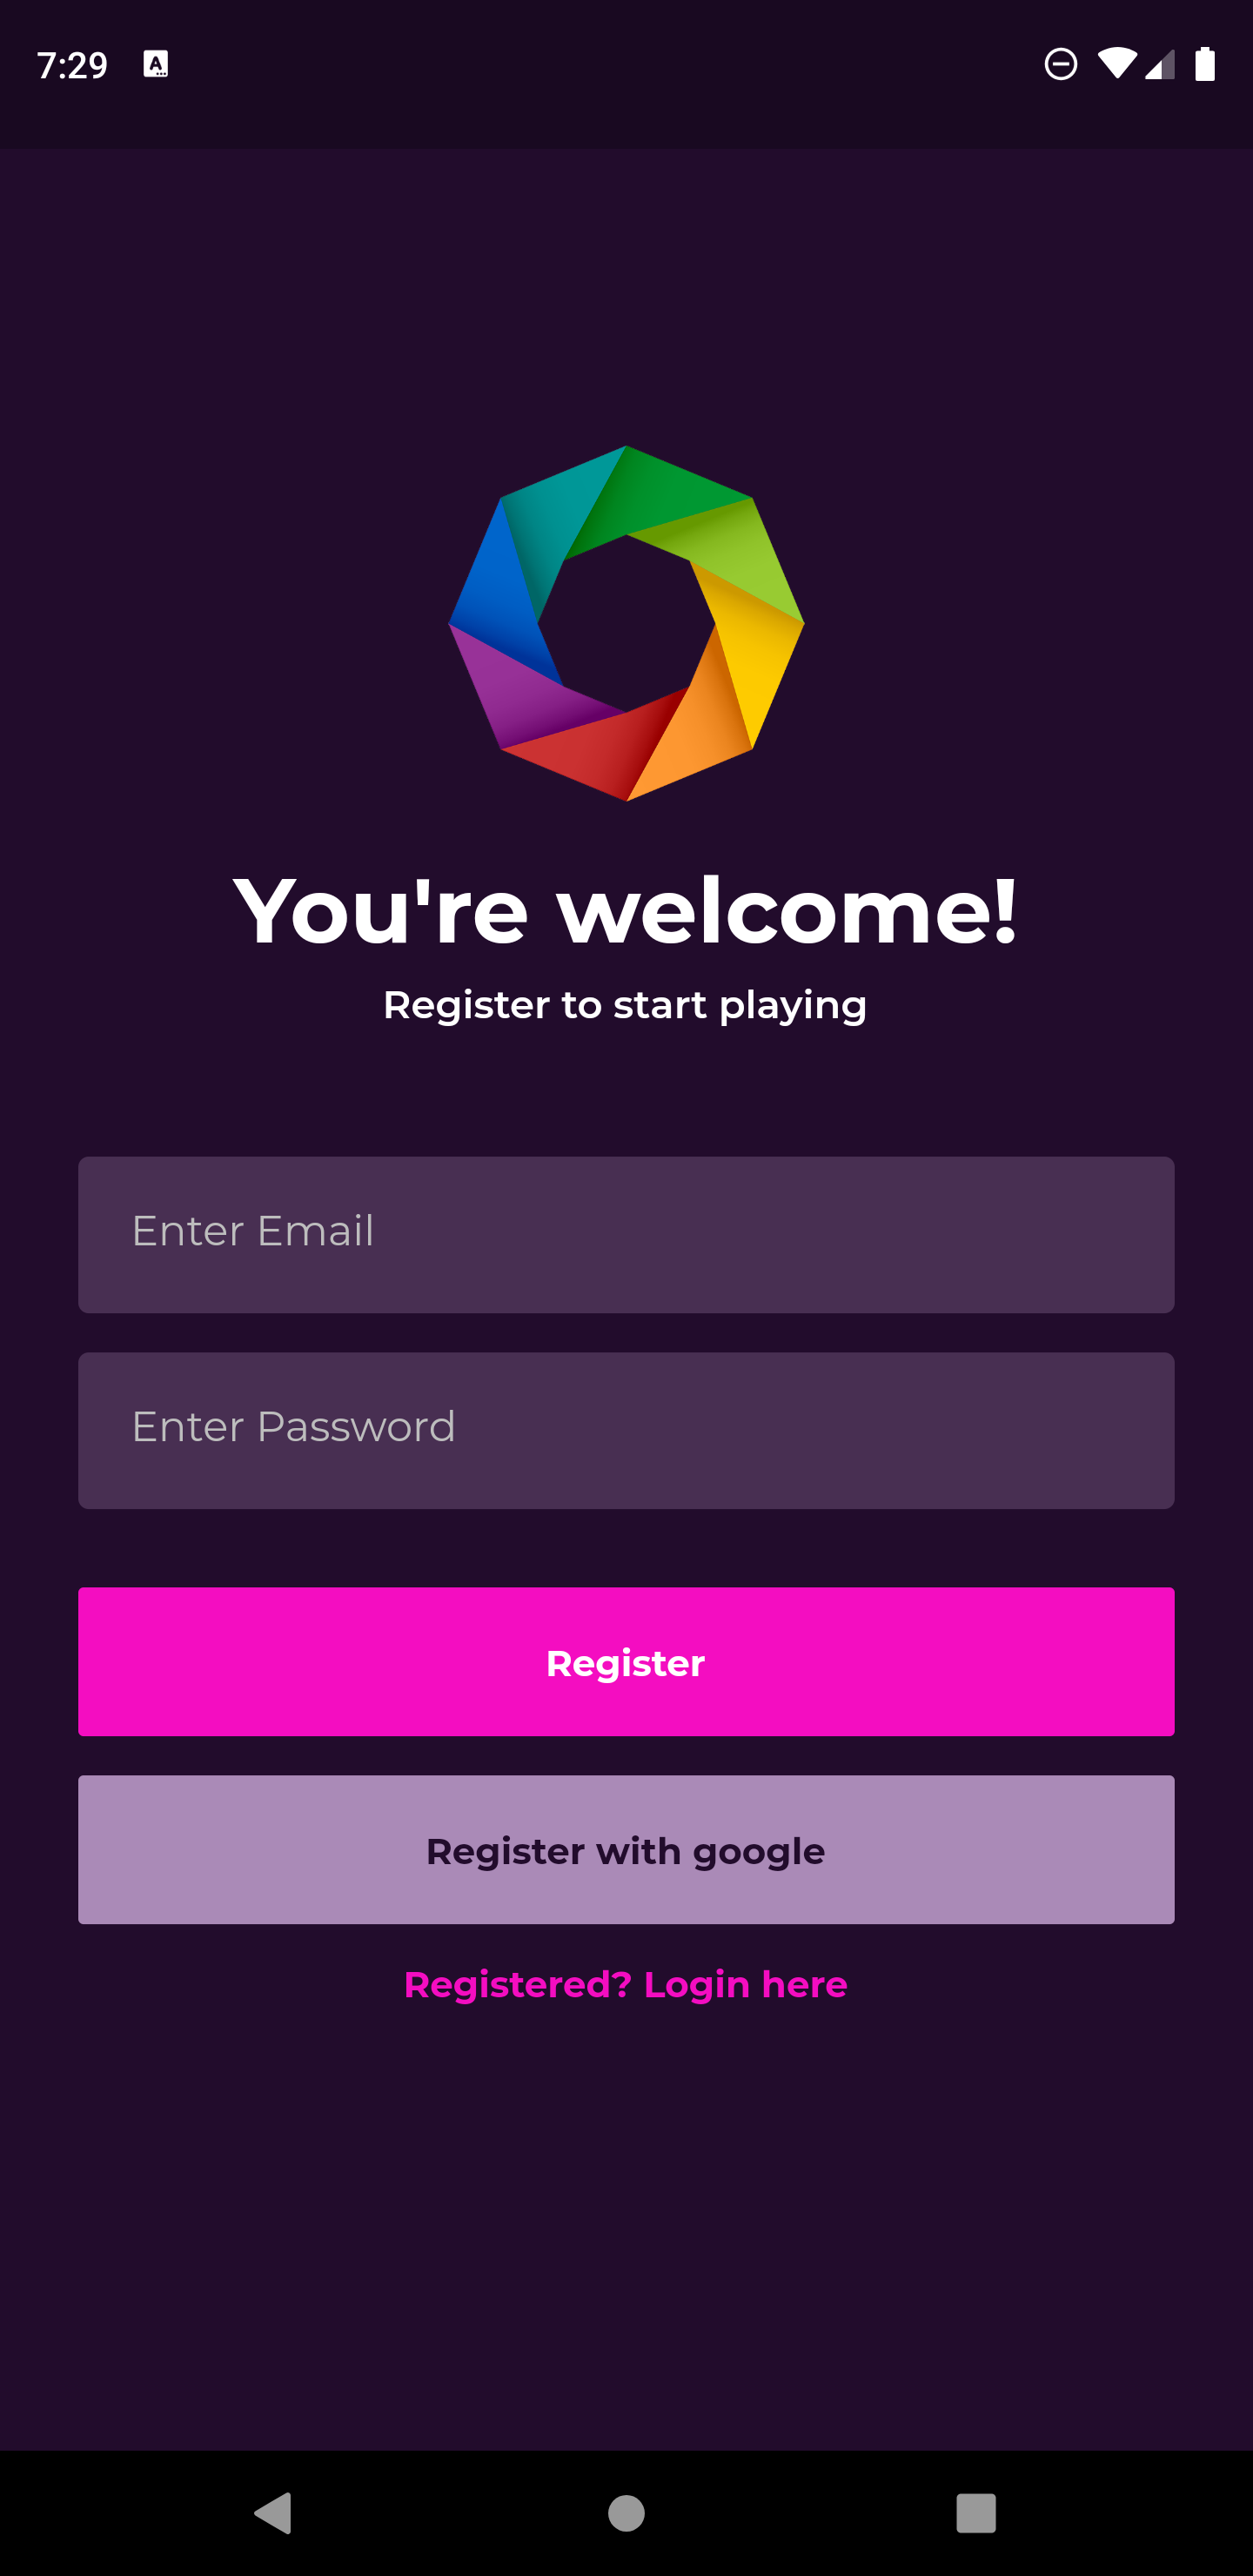 7:29
You're welcome!
Register to start playing
Enter Email
Enter Password
Register
Register with google
Registered? Login here